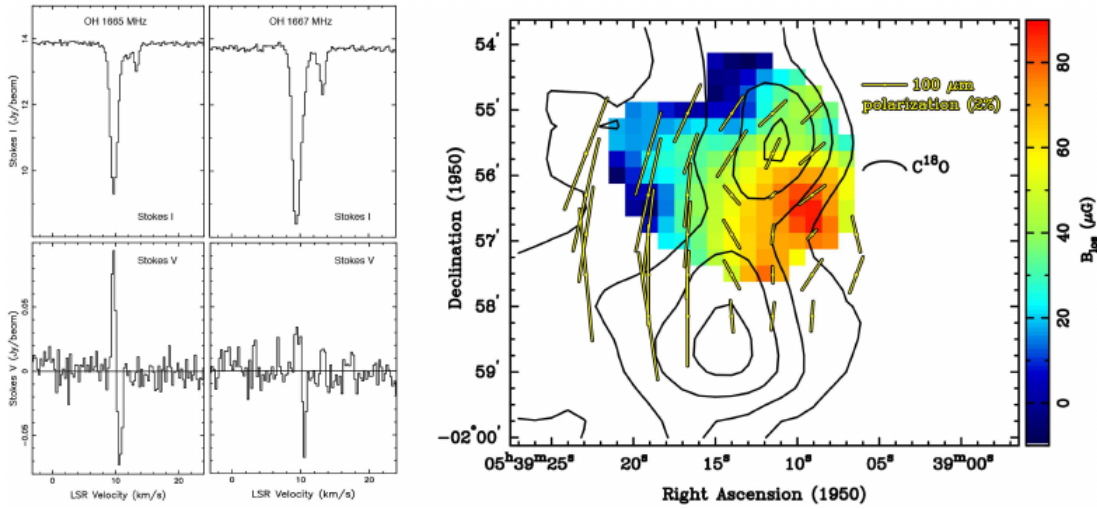 OH 1665 MHz
OH 1667 MHz
Stokes I (Jy/beam)
14
12
10
Stokes I
Stokes I
Stokes V (Jy/beam)
0.05
0
-0.05
Stokes V
Stokes V
0 10 20
0 10 20
LSR Velocity (km/s)
LSR Velocity (km/s)
Declination (1950)
54′
55′
56′
57′
58′
59′
-02°00′
05ʰ39ᵐ25ˢ 20ˢ 15ˢ 10ˢ 05ˢ 39ᵐ00ˢ
Right Ascension (1950)
100 μm
polarization (2%)
C¹⁸O
80
60
40
20
0
B_los (μG)